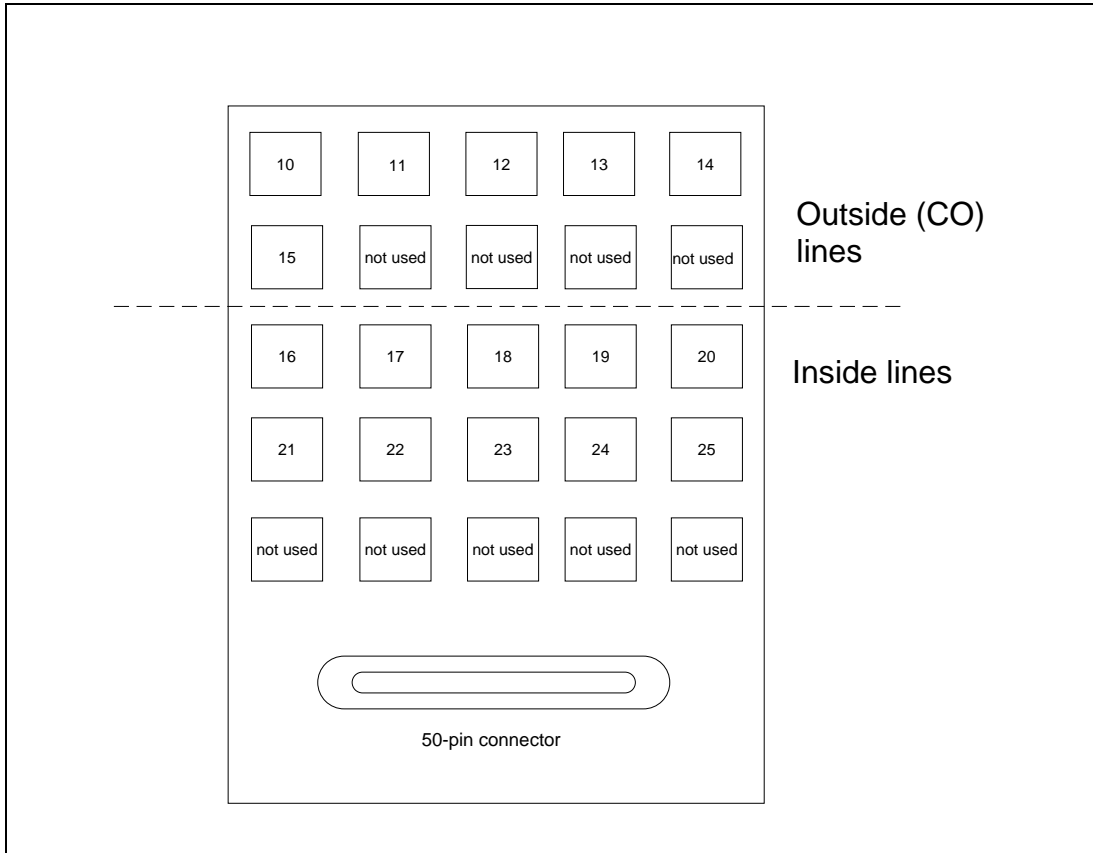 10 11 12 13 14
Outside (CO)
lines
15 not used not used not used not used
16 17 18 19 20
Inside lines
21 22 23 24 25
not used not used not used not used not used
50-pin connector